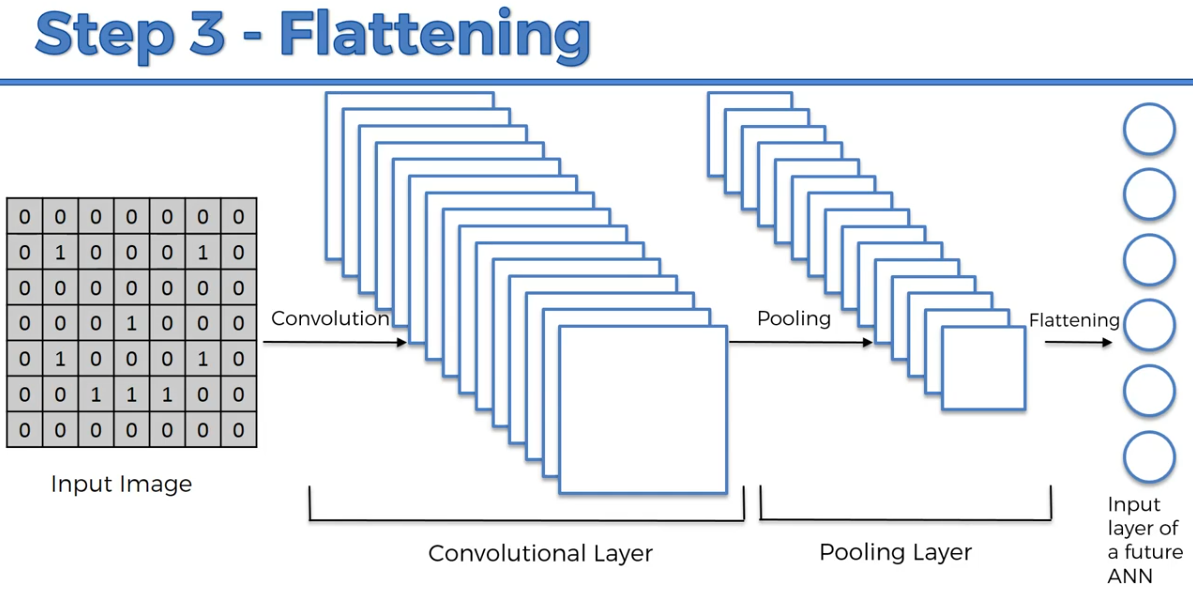 Step 3 - Flattening
0 0 0 0 0 0 0
0 1 0 0 0 1 0
0 0 0 0 0 0 0
0 0 0 1 0 0 0
0 1 0 0 0 1 0
0 0 1 1 1 0 0
0 0 0 0 0 0 0
Input Image
Convolution
Convolutional Layer
Pooling
Pooling Layer
Flattening
Input
layer of
a future
ANN